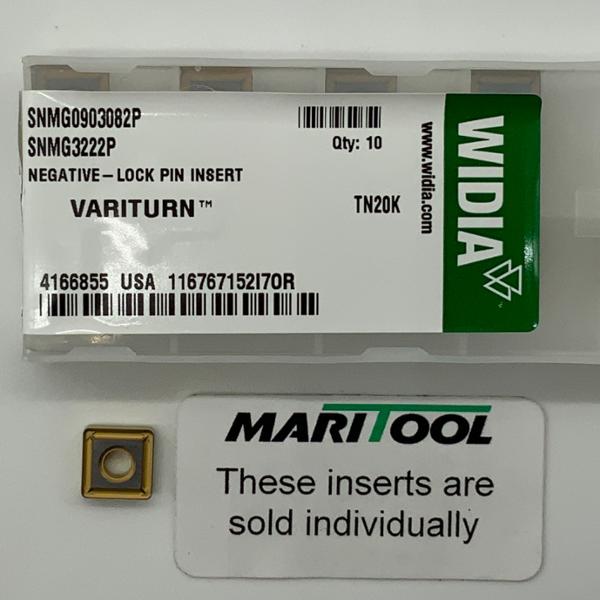 SNMG0903082P
SNMG3222P
Qty: 10
NEGATIVE-LOCK PIN INSERT
VARITURN™
TN20K
www.widia.com
WIDIA
4166855 USA 116767152I7OR
MARITOOL
These inserts are
sold individually